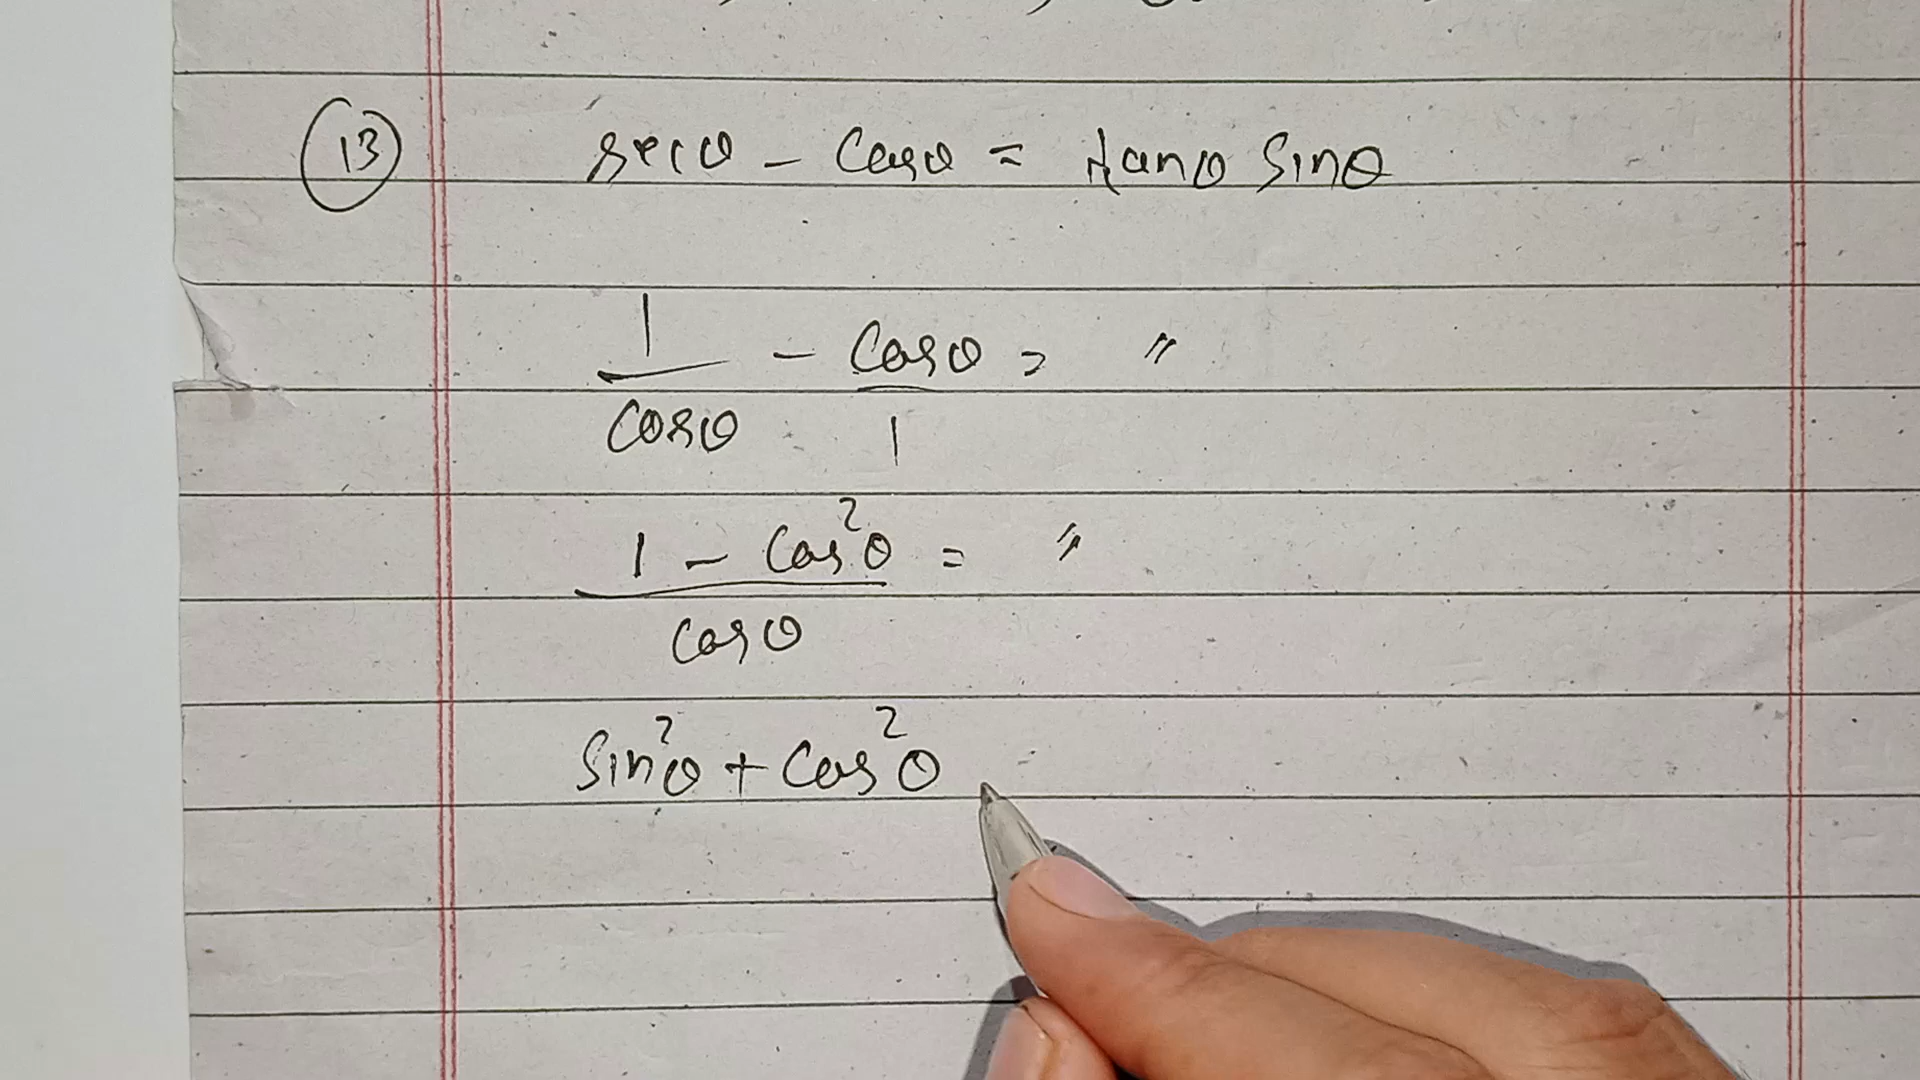 (13) secθ - cosθ = tanθ sinθ
1/cosθ - cosθ/1 = "
(1 - cos²θ)/cosθ = "
sin²θ + cos²θ